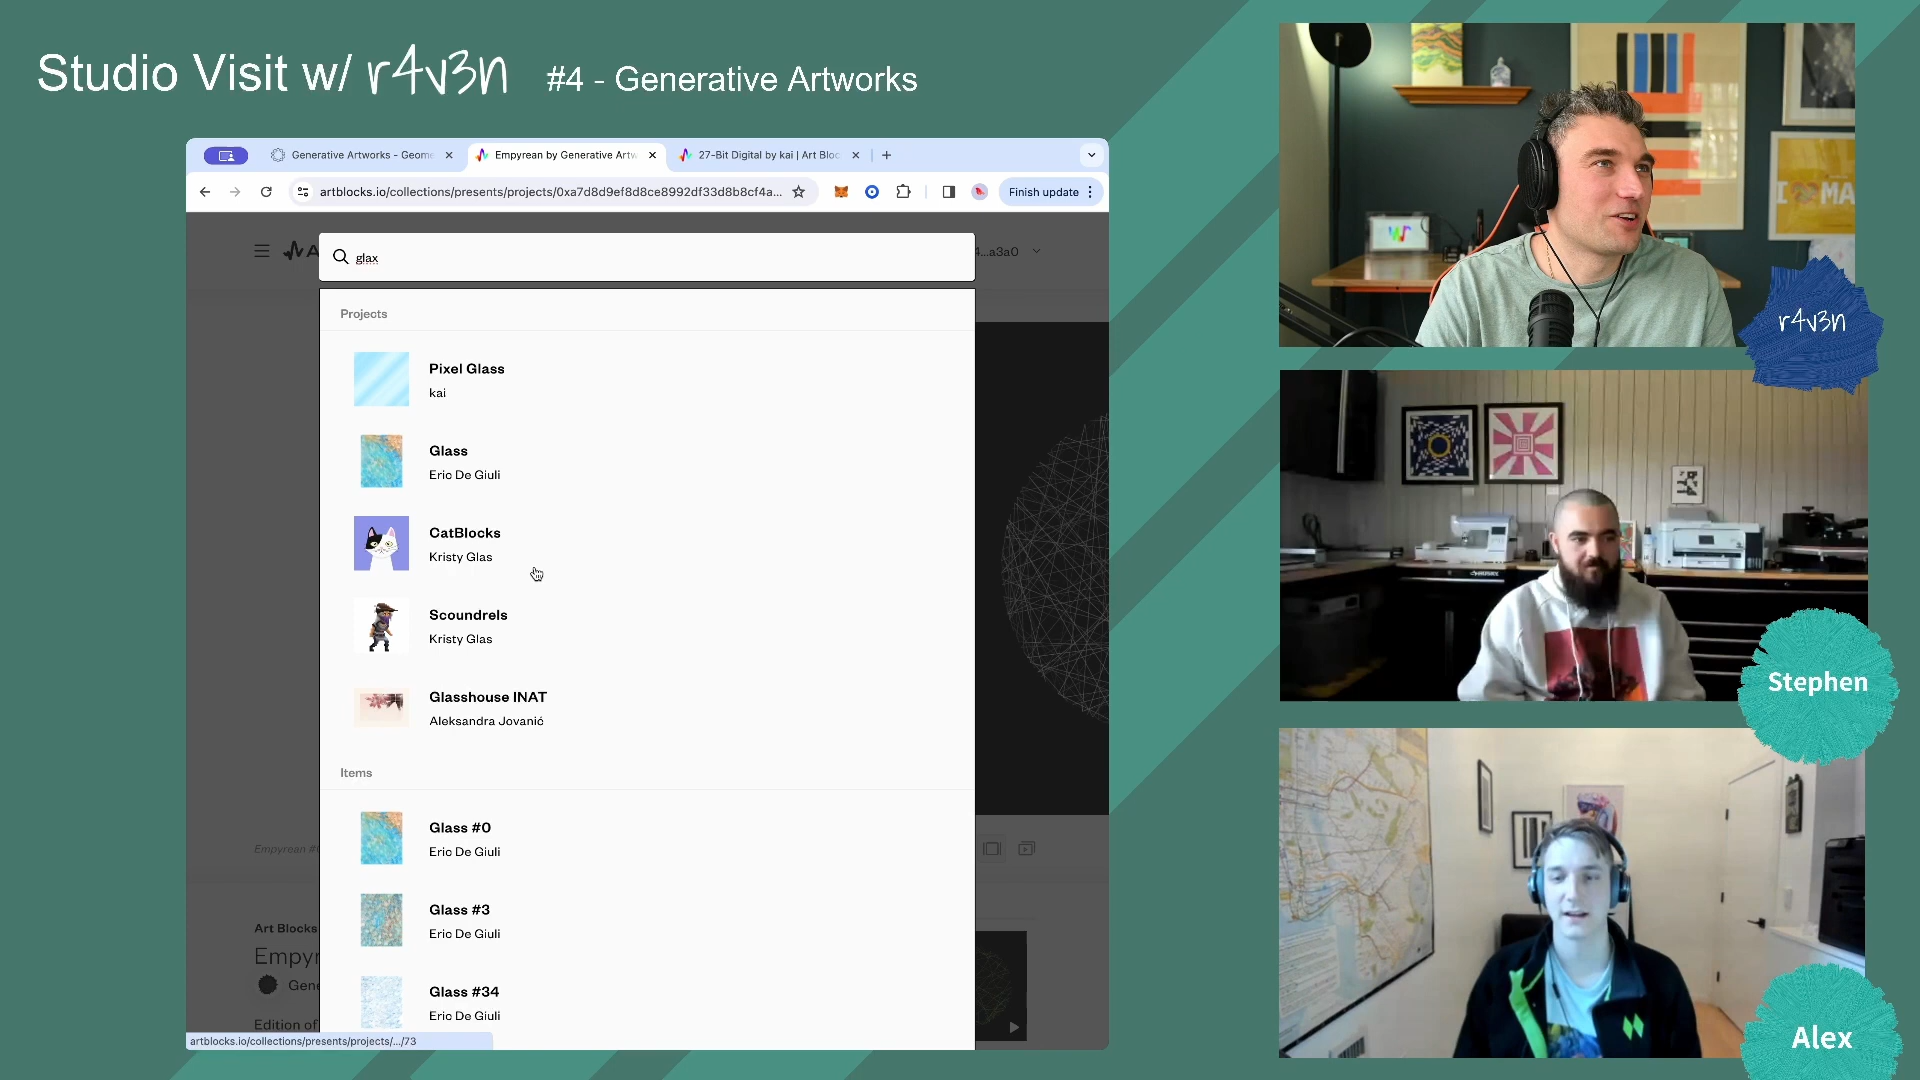 Studio Visit w/ r4v3n #4 - Generative Artworks
Generative Artworks - Geome
Empyrean by Generative Artw
27-Bit Digital by kai | Art Bloc
artblocks.io/collections/presents/projects/0xa7d8d9ef8d8ce8992df33d8b8cf4a...
Finish update
A
glax
4...a3a0
Projects
Pixel Glass
kai
Glass
Eric De Giuli
CatBlocks
Kristy Glas
Scoundrels
Kristy Glas
Glasshouse INAT
Aleksandra Jovanić
Items
Glass #0
Eric De Giuli
Glass #3
Eric De Giuli
Glass #34
Eric De Giuli
Empyrean #
Art Blocks
Empyr
Gene
Edition of
artblocks.io/collections/presents/projects/.../73
r4v3n
HUSKY
Stephen
Alex